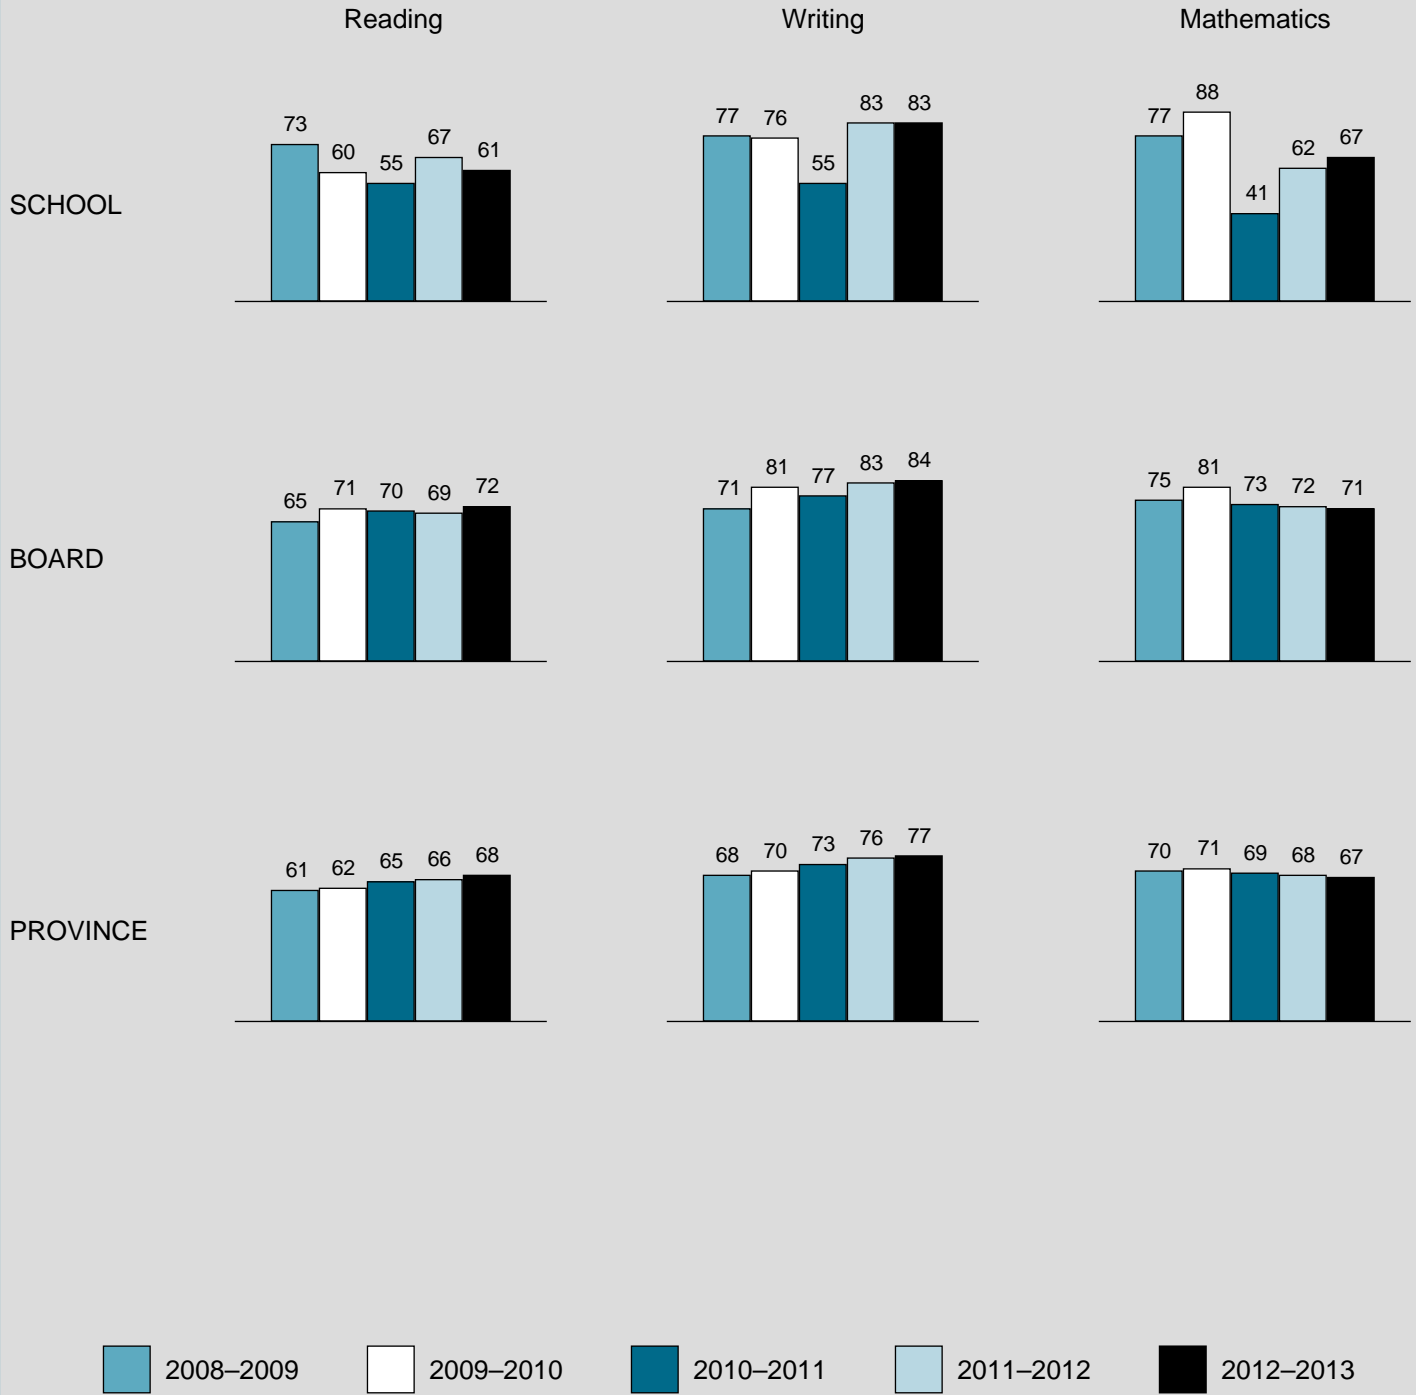 Reading Writing Mathematics
SCHOOL
73 60 55 67 61
77 76 55 83 83
77 88 41 62 67
BOARD
65 71 70 69 72
71 81 77 83 84
75 81 73 72 71
PROVINCE
61 62 65 66 68
68 70 73 76 77
70 71 69 68 67
2008–2009 2009–2010 2010–2011 2011–2012 2012–2013